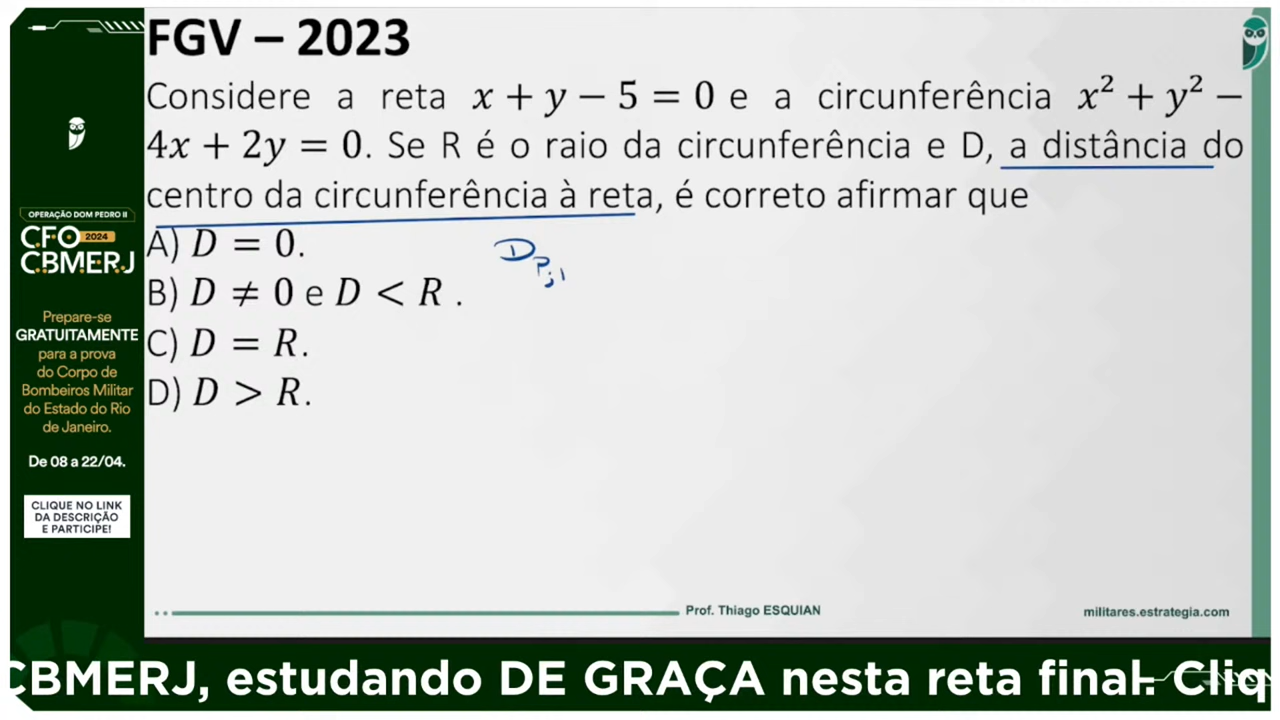 FGV – 2023
Considere a reta x + y − 5 = 0 e a circunferência x² + y² −
4x + 2y = 0. Se R é o raio da circunferência e D, a distância do
centro da circunferência à reta, é correto afirmar que
A) D = 0.
B) D ≠ 0 e D < R .
C) D = R.
D) D > R.
D
OPERAÇÃO DOM PEDRO II
CFO 2024
CBMERJ
Prepare-se
GRATUITAMENTE
para a prova
do Corpo de
Bombeiros Militar
do Estado do Rio
de Janeiro.
De 08 a 22/04.
CLIQUE NO LINK
DA DESCRIÇÃO
E PARTICIPE!
Prof. Thiago ESQUIAN
militares.estrategia.com
CBMERJ, estudando DE GRAÇA nesta reta final. Cliq